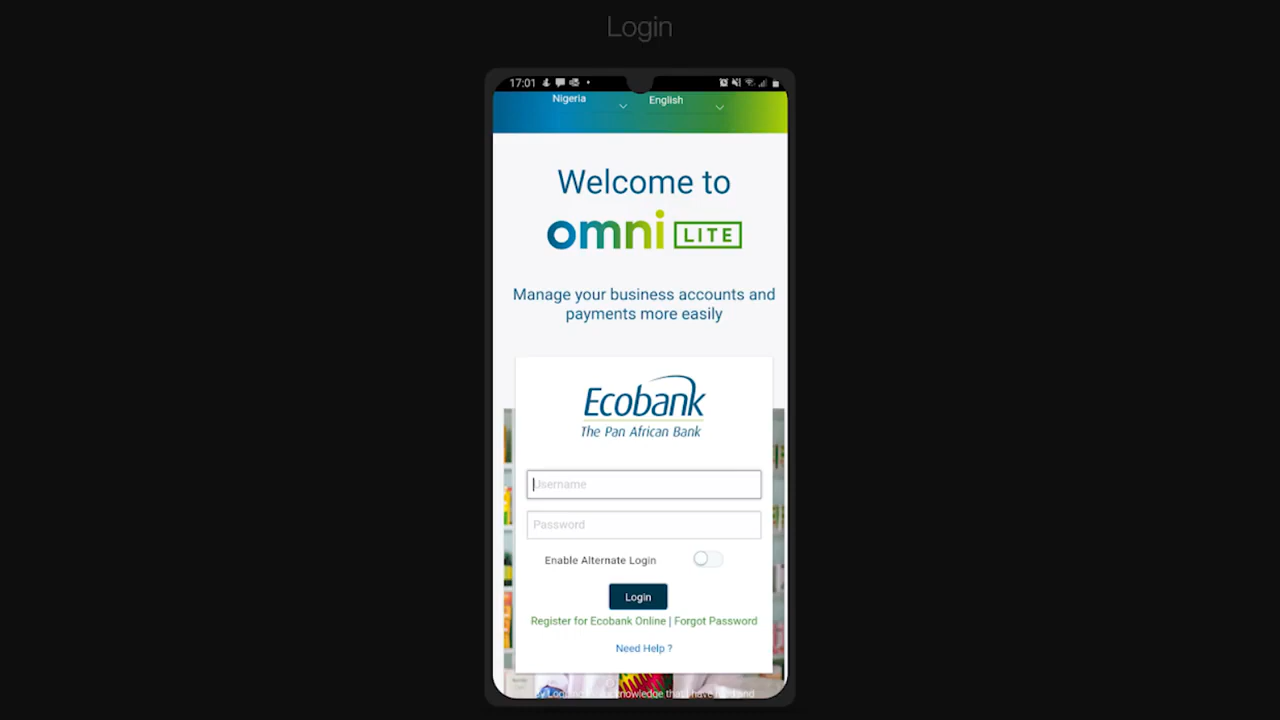 Login
17:01
Nigeria English
Welcome to
omni LITE
Manage your business accounts and
payments more easily
Ecobank
The Pan African Bank
Username
Password
Enable Alternate Login
Login
Register for Ecobank Online | Forgot Password
Need Help ?